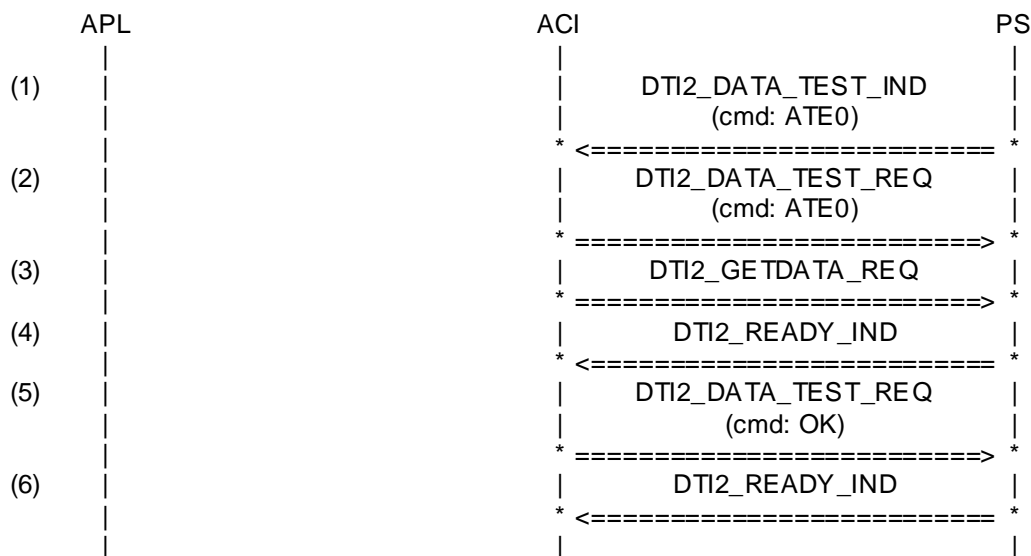 APL ACI PS
| | |
(1) | | DTI2_DATA_TEST_IND |
| | (cmd: ATE0) |
| * <========================== *
(2) | | DTI2_DATA_TEST_REQ |
| | (cmd: ATE0) |
| * ==========================> *
(3) | | DTI2_GETDATA_REQ |
| * ==========================> *
(4) | | DTI2_READY_IND |
| * <========================== *
(5) | | DTI2_DATA_TEST_REQ |
| | (cmd: OK) |
| * ==========================> *
(6) | | DTI2_READY_IND |
| * <========================== *
| | |